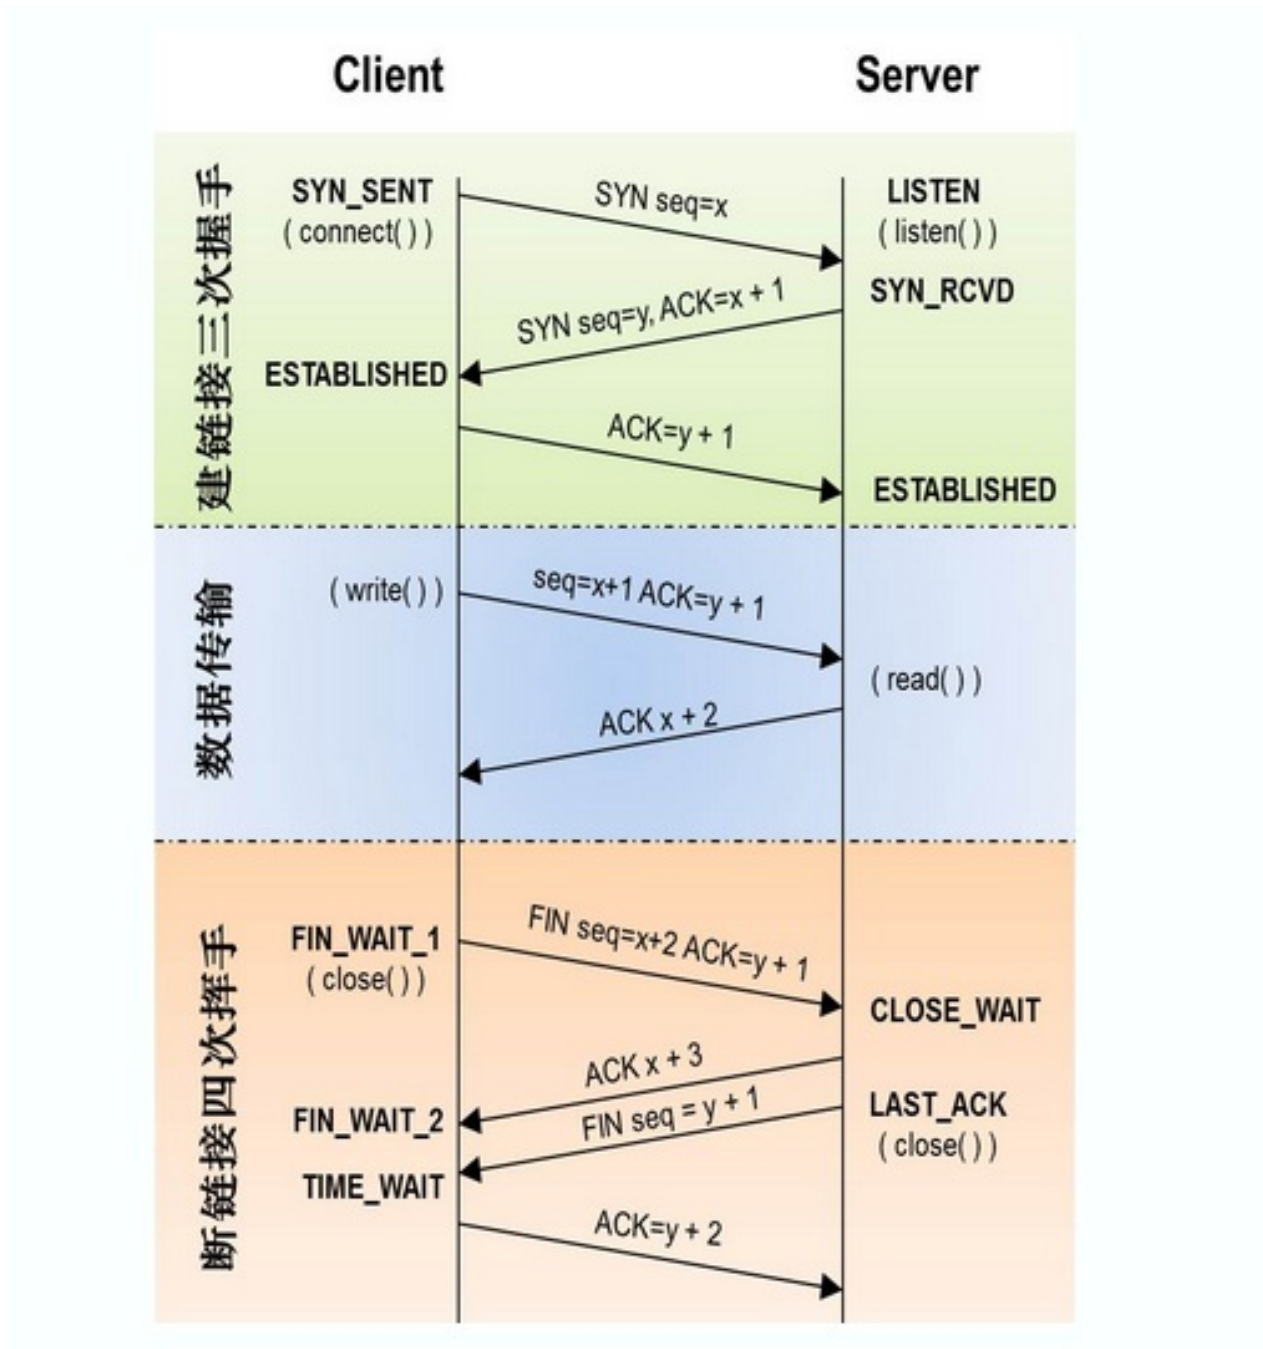 Client
Server
建链接三次握手
SYN_SENT
( connect( ) )
SYN seq=x
LISTEN
( listen( ) )
SYN_RCVD
SYN seq=y, ACK=x + 1
ESTABLISHED
ACK=y + 1
ESTABLISHED
数据传输
( write( ) )
seq=x+1 ACK=y + 1
( read( ) )
ACK x + 2
断链接四次挥手
FIN_WAIT_1
( close( ) )
FIN seq=x+2 ACK=y + 1
CLOSE_WAIT
ACK x + 3
FIN_WAIT_2
FIN seq = y + 1
LAST_ACK
( close( ) )
TIME_WAIT
ACK=y + 2